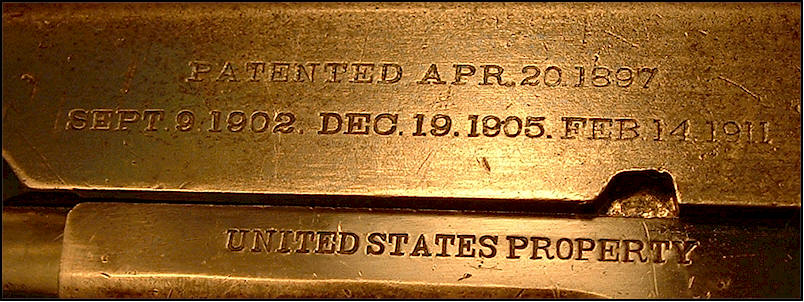 PATENTED APR.20.1897
SEPT.9.1902. DEC.19.1905. FEB.14.1911
UNITED STATES PROPERTY